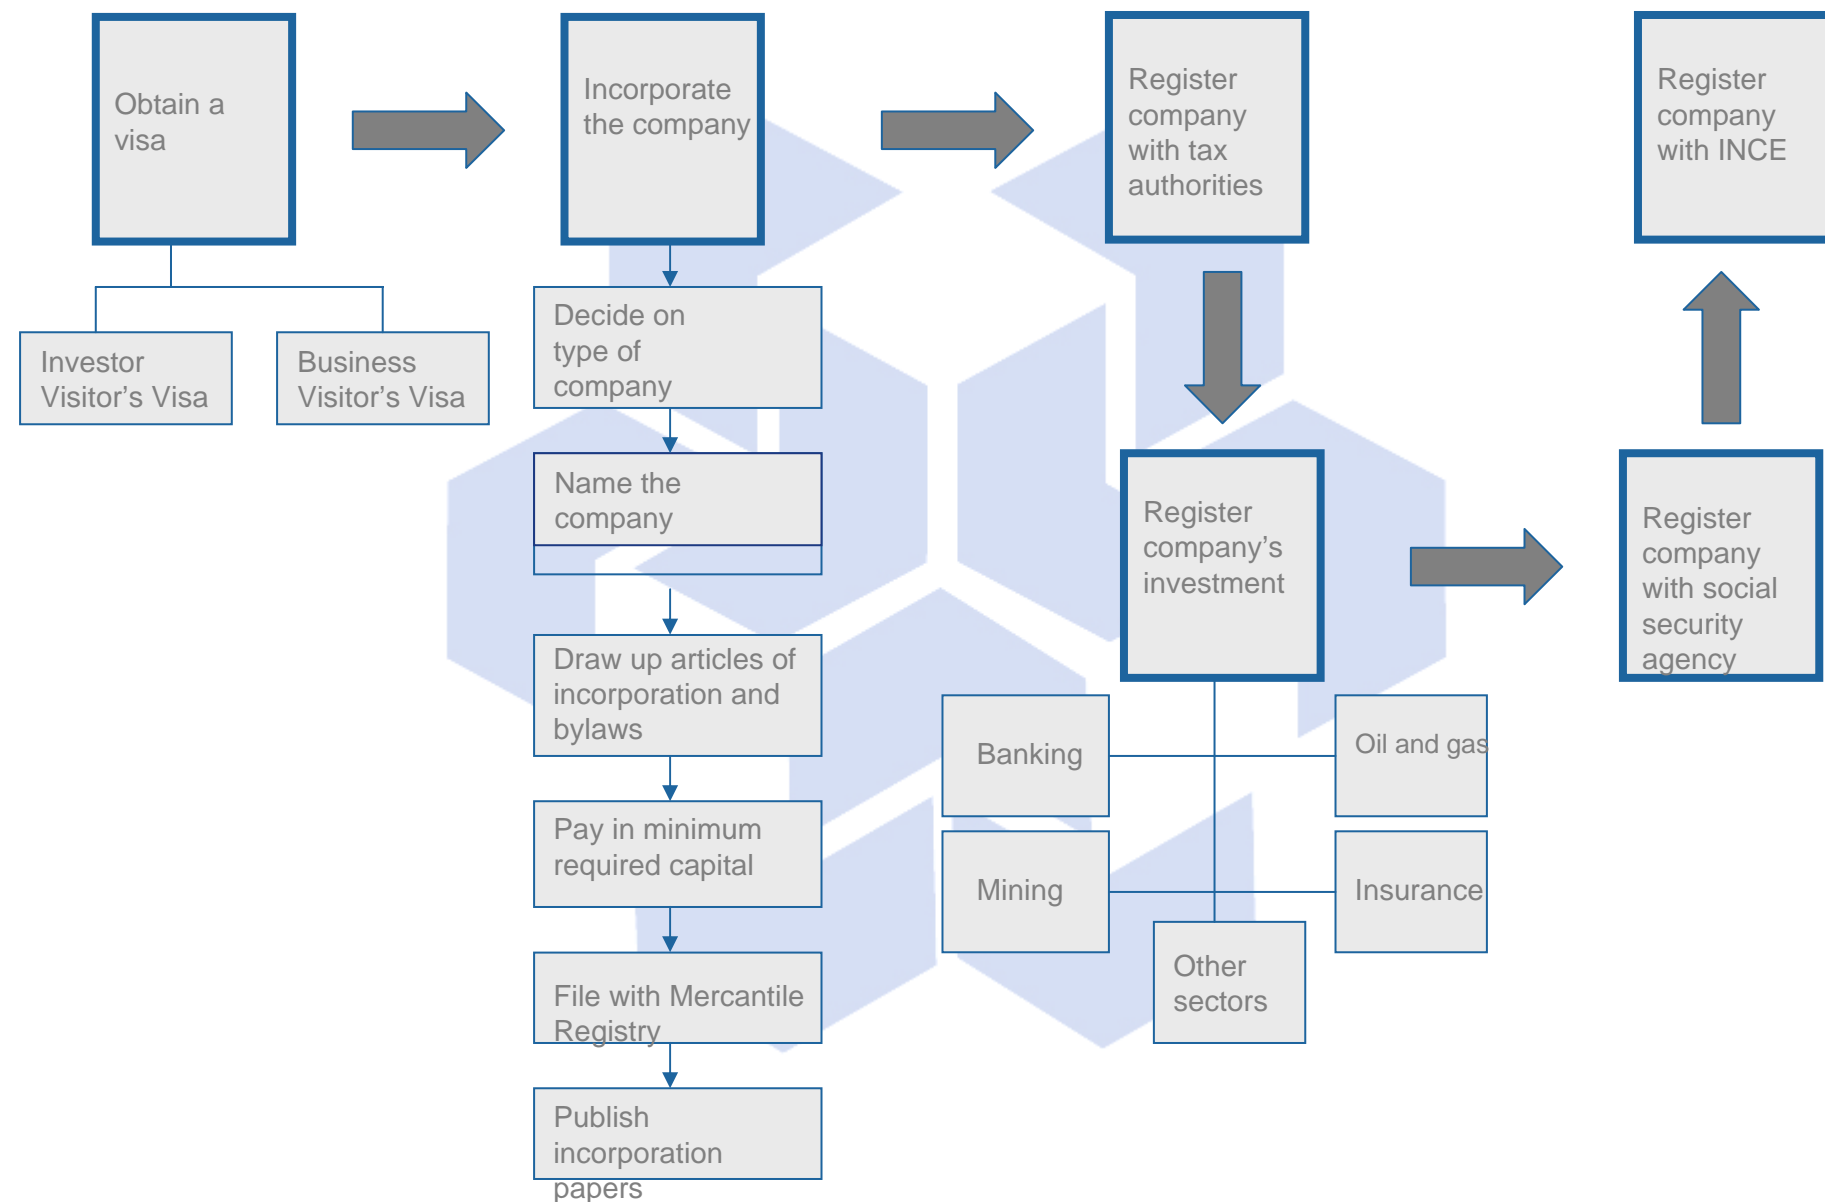 Obtain a
visa
Incorporate
the company
Register
company
with tax
authorities
Register
company
with INCE
Investor
Visitor’s Visa
Business
Visitor’s Visa
Decide on
type of
company
Name the
company
Draw up articles of
incorporation and
bylaws
Pay in minimum
required capital
File with Mercantile
Registry
Publish
incorporation
papers
Register
company’s
investment
Register
company
with social
security
agency
Banking
Oil and gas
Mining
Insurance
Other
sectors